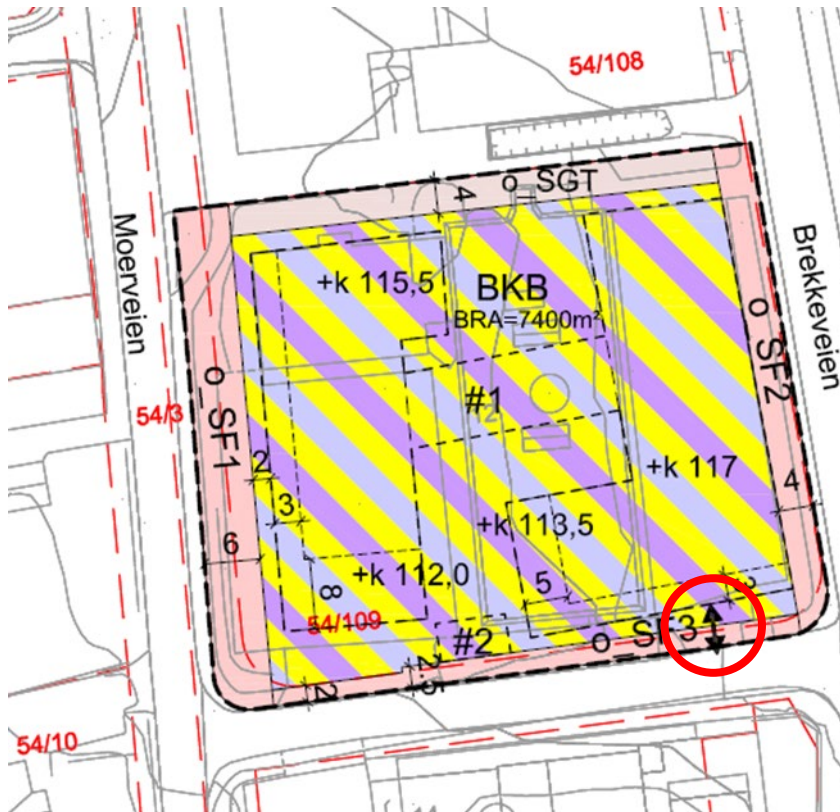 54/108
o_SGT
4
Moerveien
+k 115,5
BKB
BRA=7400m²
Brekkeveien
o_SF2
#1
54/3
o_SF1
2
3
+k 117
4
+k 113,5
6
+k 112,0
8
5
3
54/109
#2
o_SF3
2,5
2
54/10